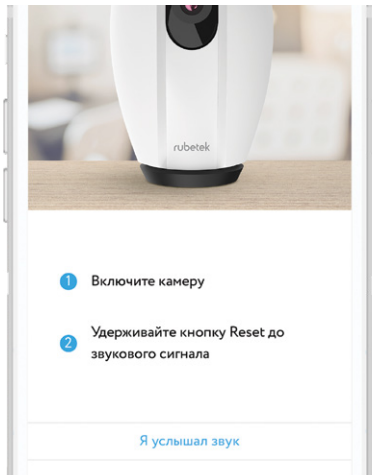 rubetek
1 Включите камеру
2 Удерживайте кнопку Reset до
звукового сигнала
Я услышал звук